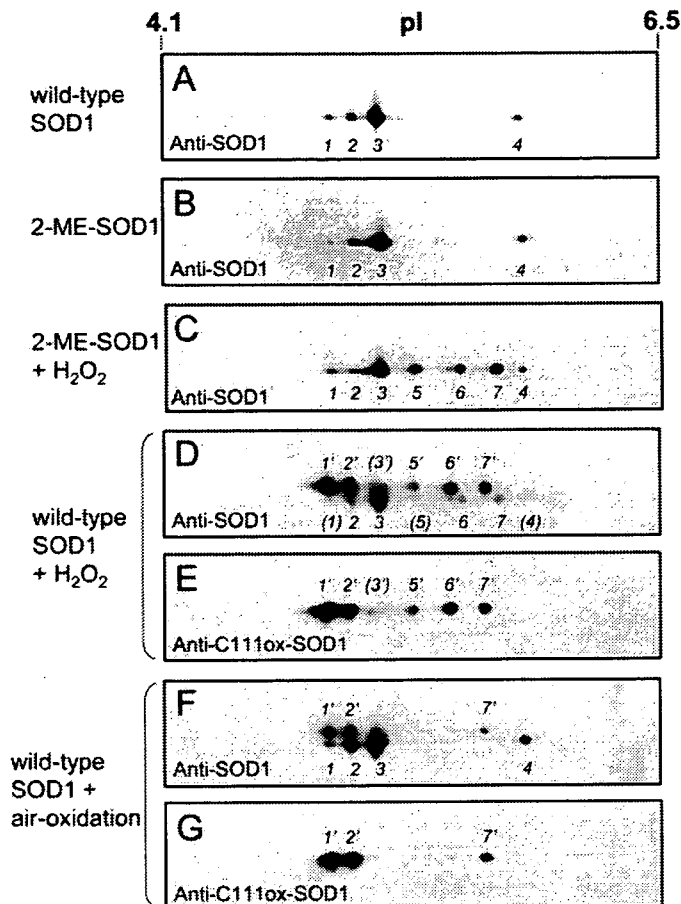 4.1 pI 6.5
wild-type
SOD1
A
Anti-SOD1
1 2 3 4
2-ME-SOD1
B
Anti-SOD1
1 2 3 4
2-ME-SOD1
+ H₂O₂
C
Anti-SOD1
1 2 3 5 6 7 4
wild-type
SOD1
+ H₂O₂
D
1' 2' (3') 5' 6' 7'
Anti-SOD1
(1) 2 3 (5) 6 7 (4)
E
1' 2' (3') 5' 6' 7'
Anti-C111ox-SOD1
wild-type
SOD1 +
air-oxidation
F
1' 2' 7'
Anti-SOD1
1 2 3 4
G
1' 2' 7'
Anti-C111ox-SOD1